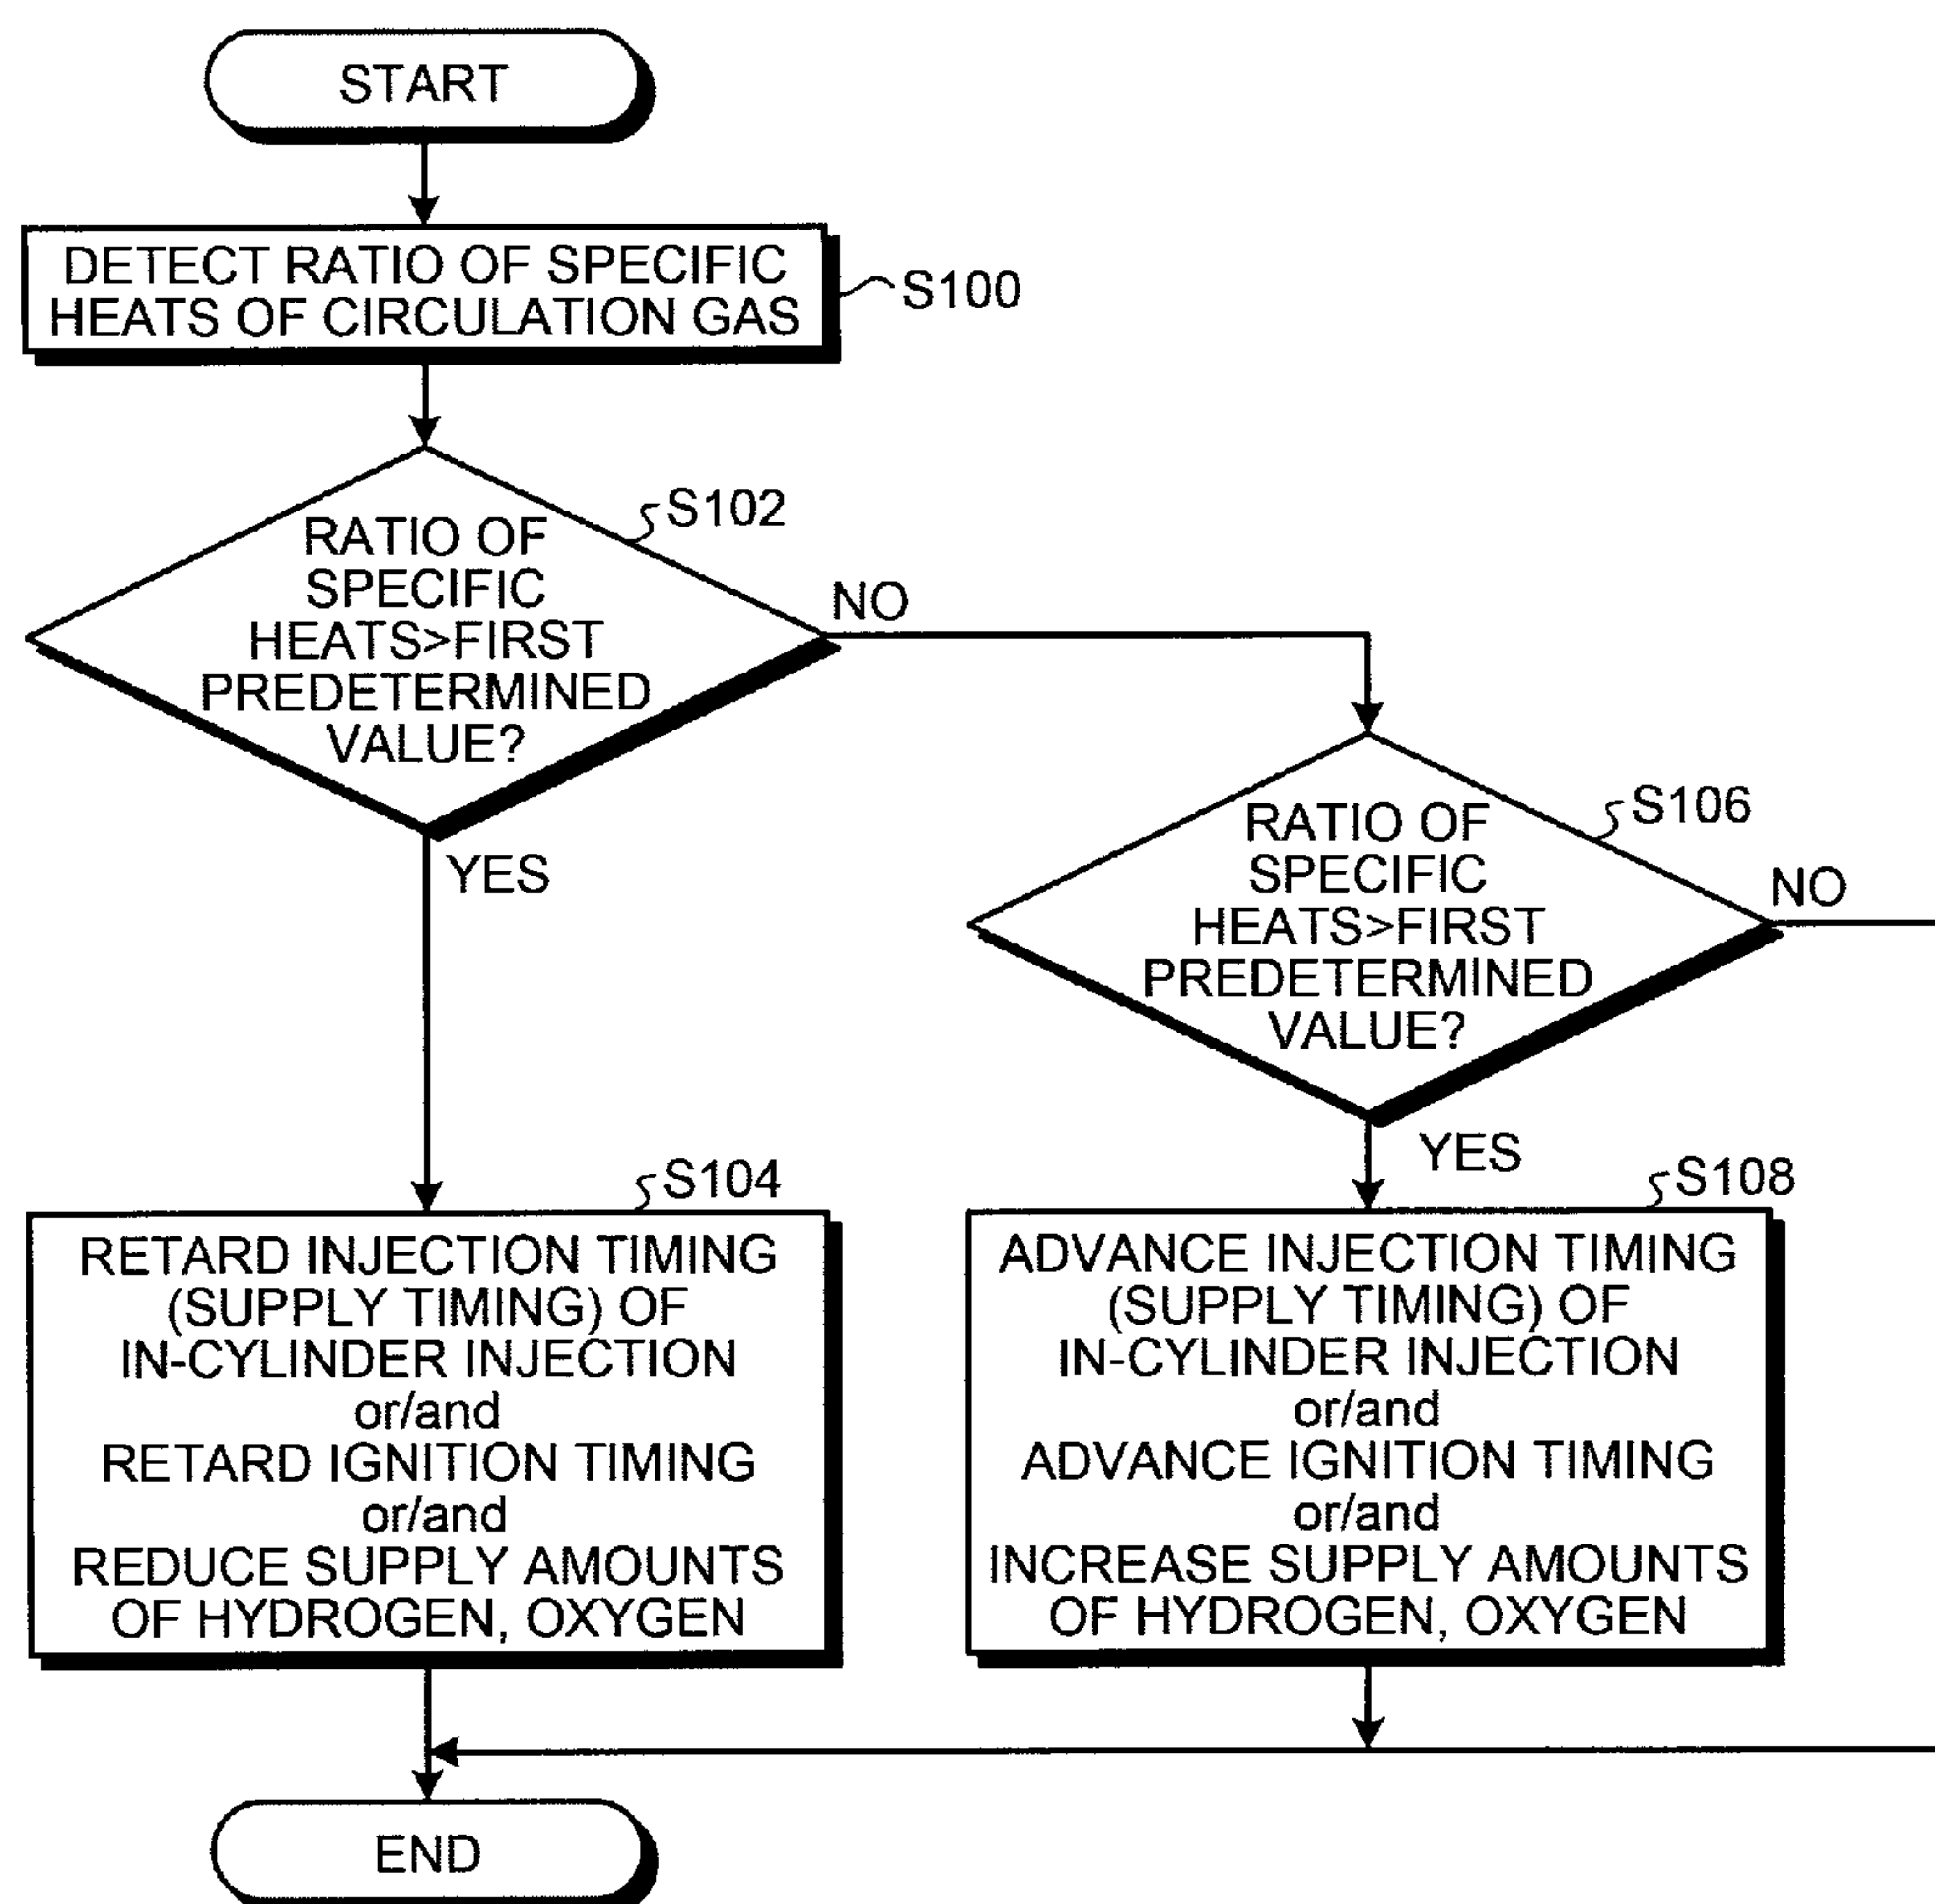 START
DETECT RATIO OF SPECIFIC
HEATS OF CIRCULATION GAS
S100
S102
RATIO OF
SPECIFIC
HEATS>FIRST
PREDETERMINED
VALUE?
NO
YES
S106
RATIO OF
SPECIFIC
HEATS>FIRST
PREDETERMINED
VALUE?
NO
YES
S104
RETARD INJECTION TIMING
(SUPPLY TIMING) OF
IN-CYLINDER INJECTION
or/and
RETARD IGNITION TIMING
or/and
REDUCE SUPPLY AMOUNTS
OF HYDROGEN, OXYGEN
S108
ADVANCE INJECTION TIMING
(SUPPLY TIMING) OF
IN-CYLINDER INJECTION
or/and
ADVANCE IGNITION TIMING
or/and
INCREASE SUPPLY AMOUNTS
OF HYDROGEN, OXYGEN
END